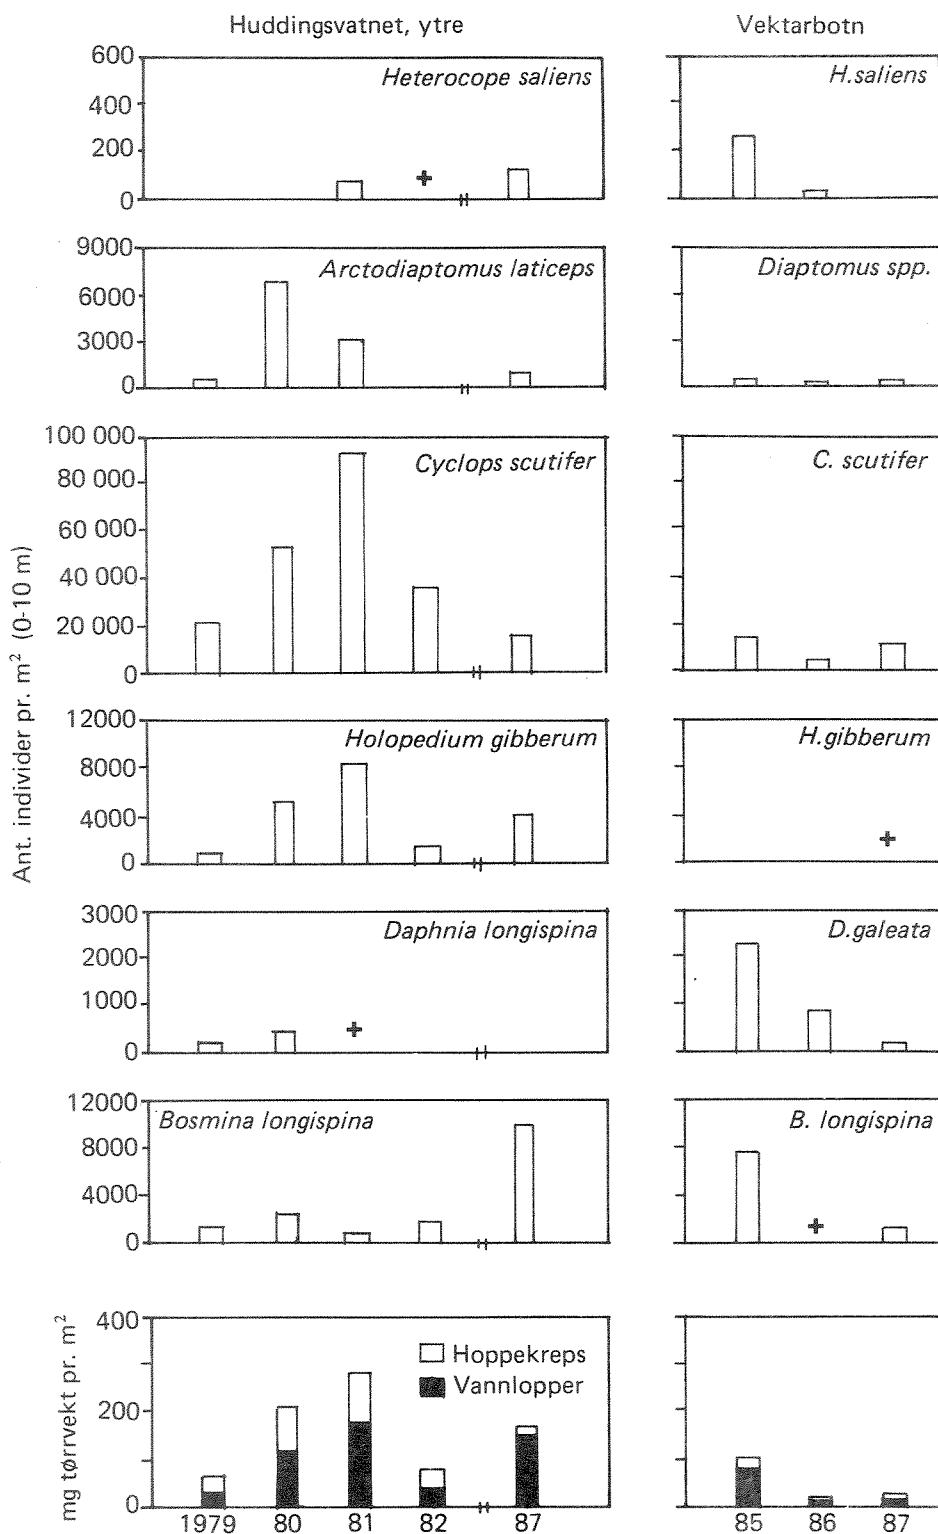 Huddingsvatnet, ytre
Vektarbotn
600
400
200
0
Heterocope saliens
H.saliens
9000
6000
3000
0
Arctodiaptomus laticeps
Diaptomus spp.
Ant. individer pr. m² (0-10 m)
100 000
80 000
60 000
40 000
20 000
0
Cyclops scutifer
C. scutifer
12000
8000
4000
0
Holopedium gibberum
H.gibberum
3000
2000
1000
0
Daphnia longispina
D.galeata
12000
8000
4000
0
Bosmina longispina
B. longispina
mg tørrvekt pr. m²
400
200
0
Hoppekreps
Vannlopper
1979 80 81 82 87
85 86 87